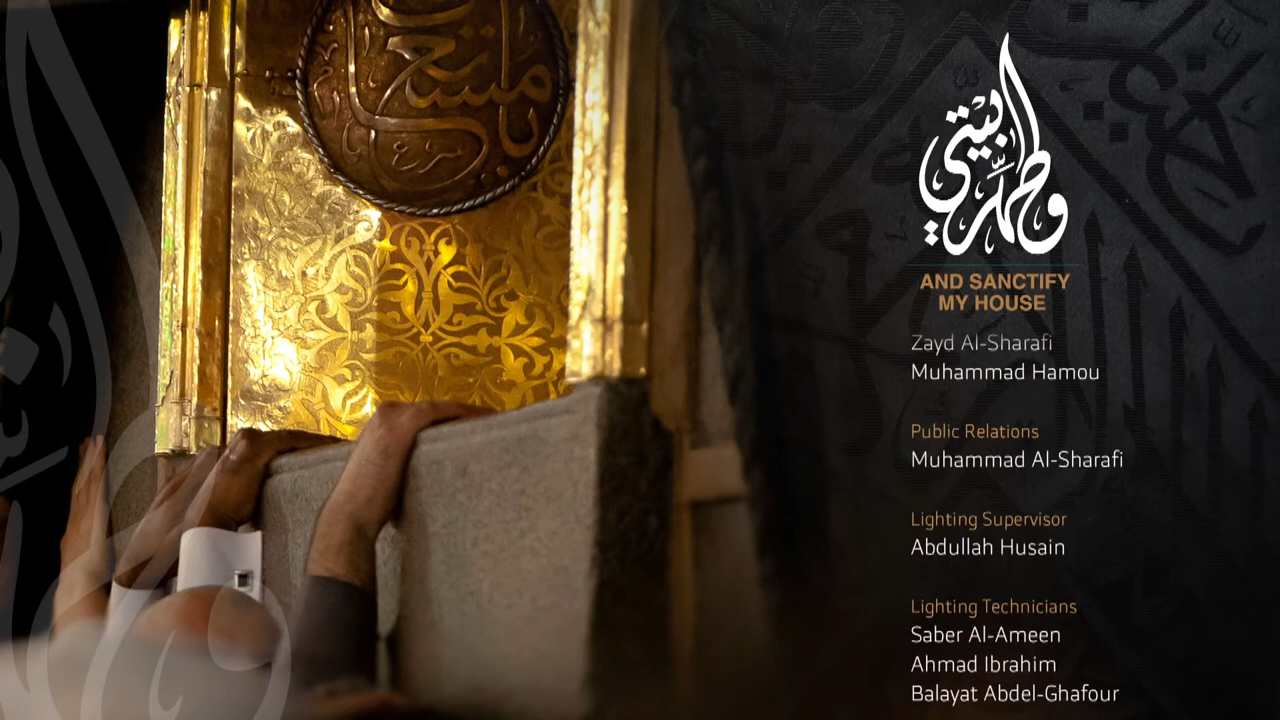 وطهر بيتي
AND SANCTIFY
MY HOUSE
Zayd Al-Sharafi
Muhammad Hamou
Public Relations
Muhammad Al-Sharafi
Lighting Supervisor
Abdullah Husain
Lighting Technicians
Saber Al-Ameen
Ahmad Ibrahim
Balayat Abdel-Ghafour